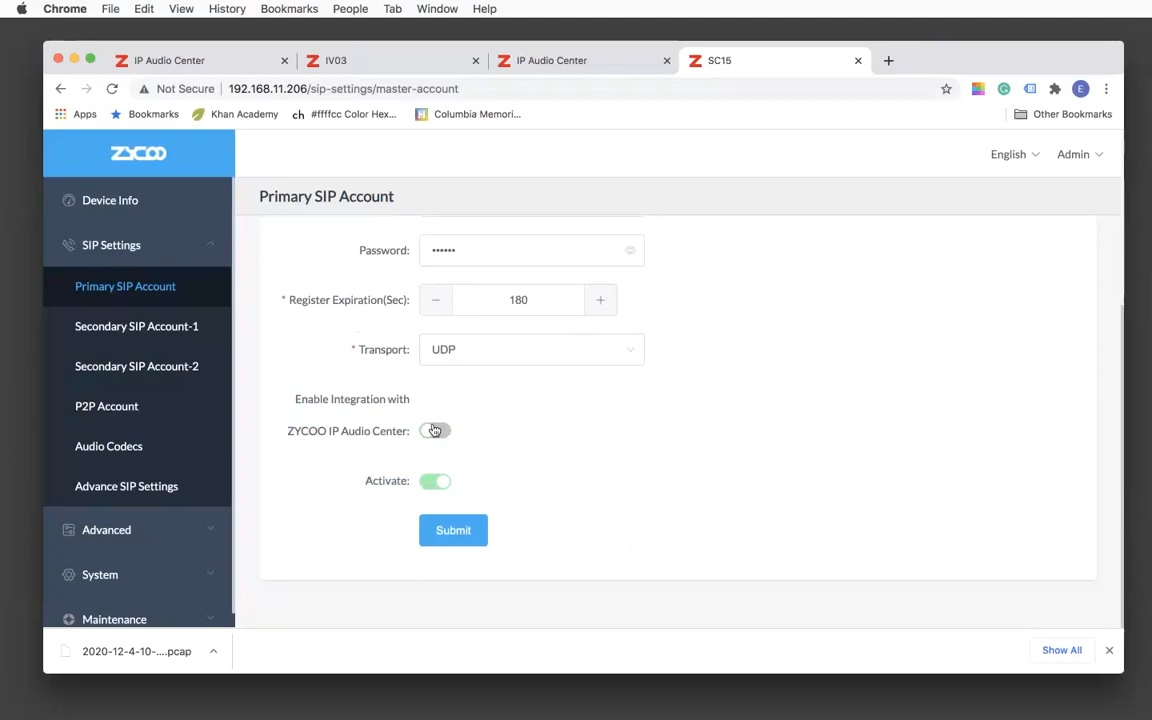 Chrome File Edit View History Bookmarks People Tab Window Help
IP Audio Center IV03 IP Audio Center SC15
Not Secure 192.168.11.206/sip-settings/master-account
Apps Bookmarks Khan Academy ch #ffffcc Color Hex... Columbia Memori... Other Bookmarks
ZYCOO
English Admin
Device Info
SIP Settings
Primary SIP Account
Secondary SIP Account-1
Secondary SIP Account-2
P2P Account
Audio Codecs
Advance SIP Settings
Advanced
System
Maintenance
Primary SIP Account
Password: ••••••
* Register Expiration(Sec): − 180 +
* Transport: UDP
Enable Integration with
ZYCOO IP Audio Center:
Activate:
Submit
2020-12-4-10-....pcap
Show All